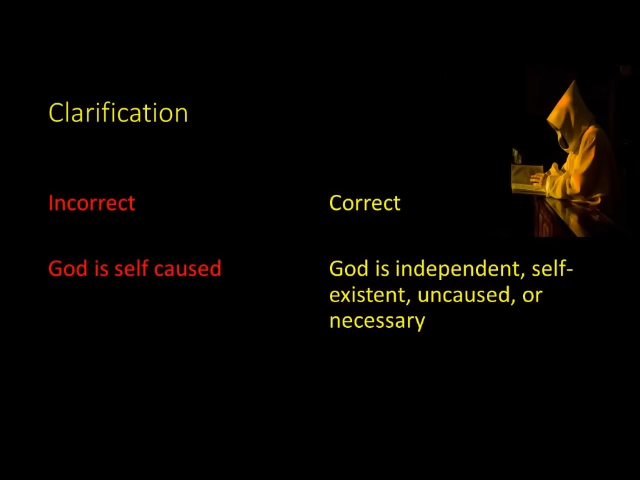 Clarification
Incorrect
Correct
God is self caused
God is independent, self-
existent, uncaused, or
necessary